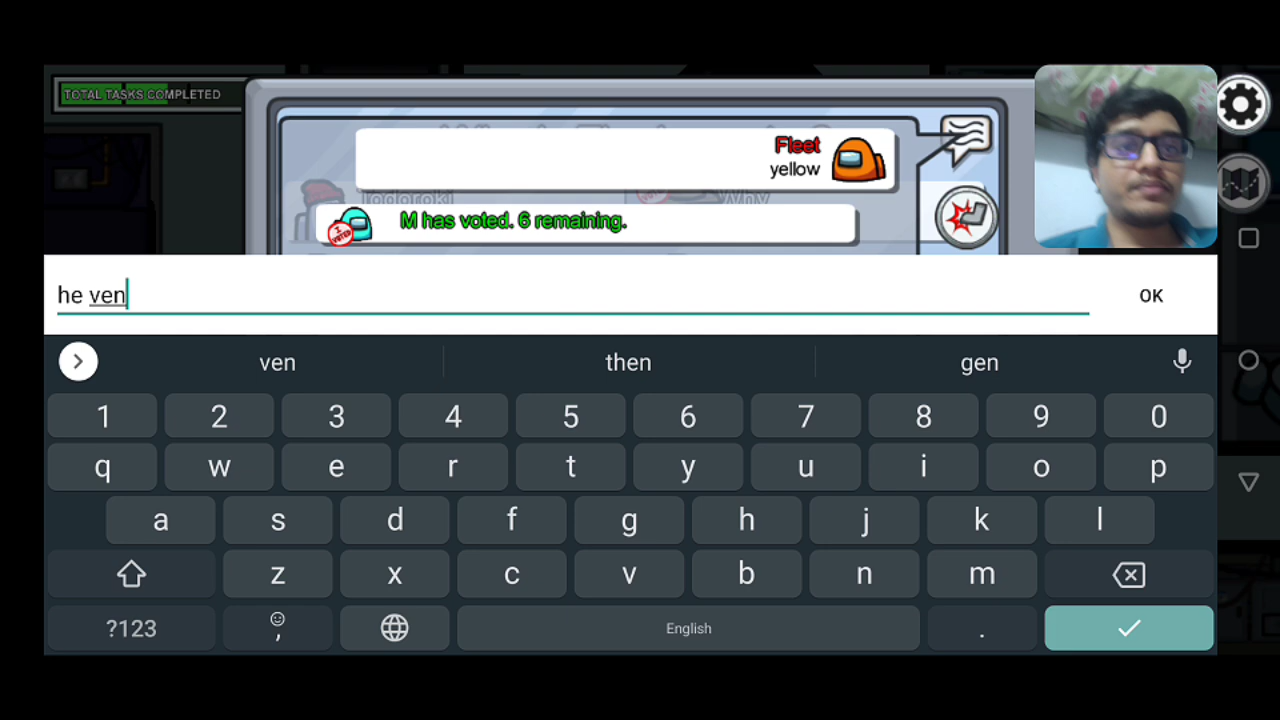 TOTAL TASKS COMPLETED
Fleet
yellow
Todoroki
Why
I VOTED
M has voted. 6 remaining.
he ven
OK
ven then gen
1 2 3 4 5 6 7 8 9 0
q w e r t y u i o p
a s d f g h j k l
z x c v b n m
?123 , English .